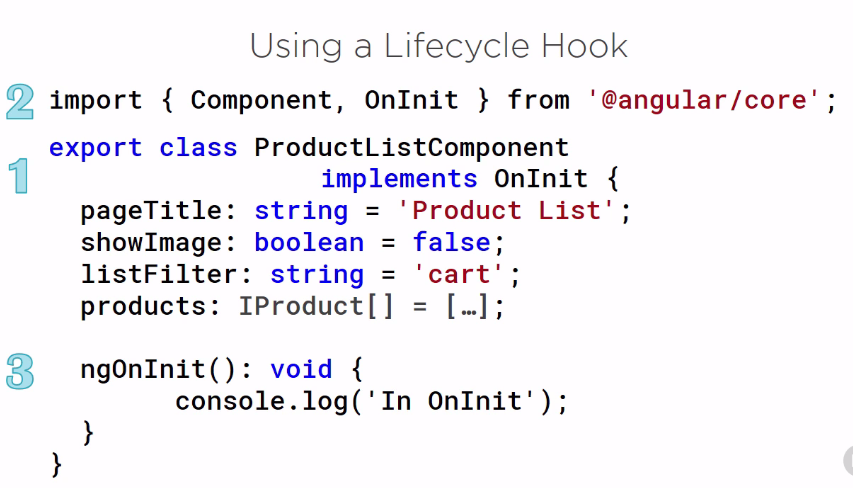 Using a Lifecycle Hook
2 import { Component, OnInit } from '@angular/core';
1 export class ProductListComponent
implements OnInit {
pageTitle: string = 'Product List';
showImage: boolean = false;
listFilter: string = 'cart';
products: IProduct[] = […];
3 ngOnInit(): void {
console.log('In OnInit');
}
}